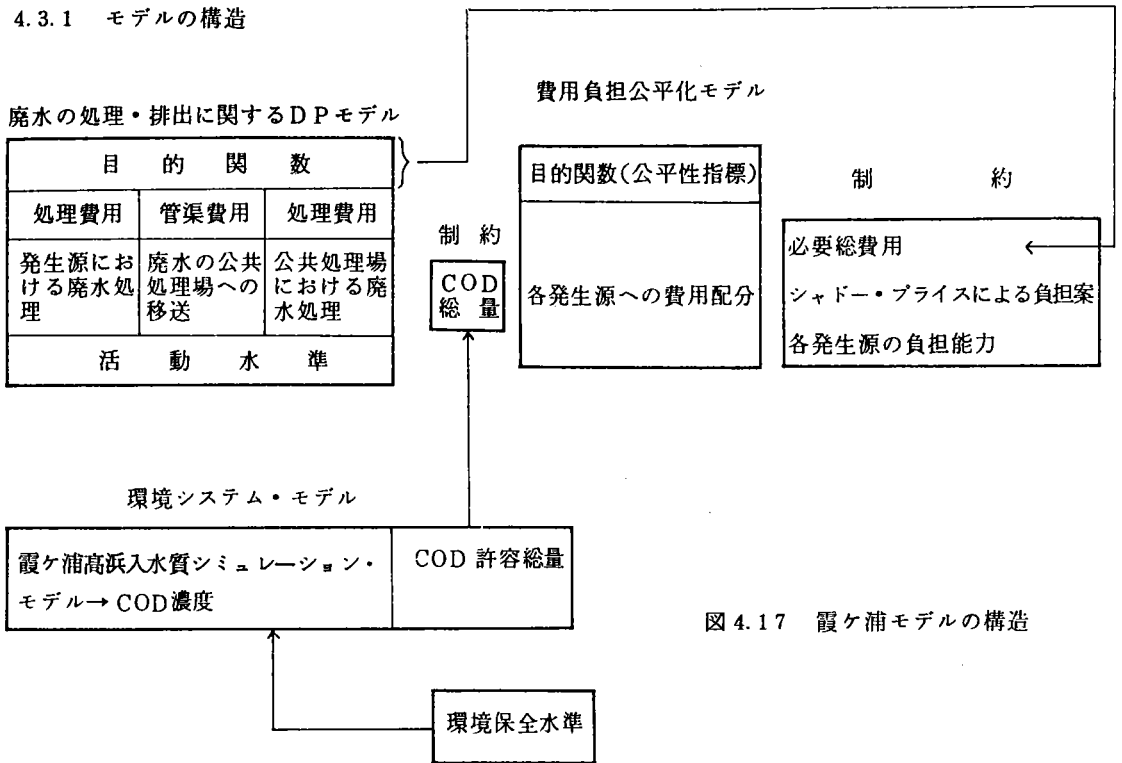 4.3.1 モデルの構造
廃水の処理・排出に関するDPモデル
目的関数
処理費用 管渠費用 処理費用
発生源にお
ける廃水処
理
廃水の公共
処理場への
移送
公共処理場
における廃
水処理
活動水準
制約
COD
総量
費用負担公平化モデル
目的関数(公平性指標)
各発生源への費用配分
制約
必要総費用
シャドー・プライスによる負担案
各発生源の負担能力
環境システム・モデル
霞ケ浦高浜入水質シミュレーション・
モデル→COD濃度
COD許容総量
環境保全水準
図4.17 霞ケ浦モデルの構造